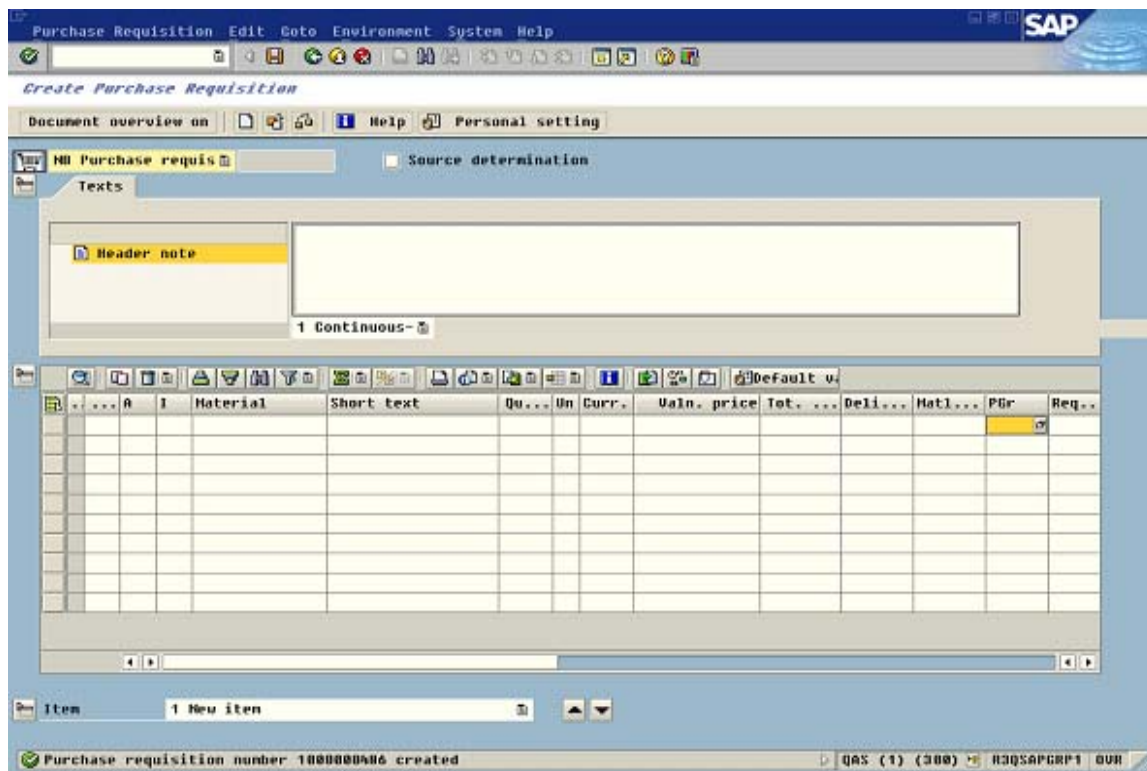 Purchase Requisition Edit Goto Environment System Help
SAP
Create Purchase Requisition
Document overview on Help Personal setting
Purchase requis Source determination
Texts
Header note
1 Continuous-
Default v.
.. ... A I Material Short text Qu... Un Curr. Valn. price Tot. ... Deli... Matl... PGr Req..
Item 1 New item
Purchase requisition number created QAS (1) (300) R3QSAPGRP1 OVR